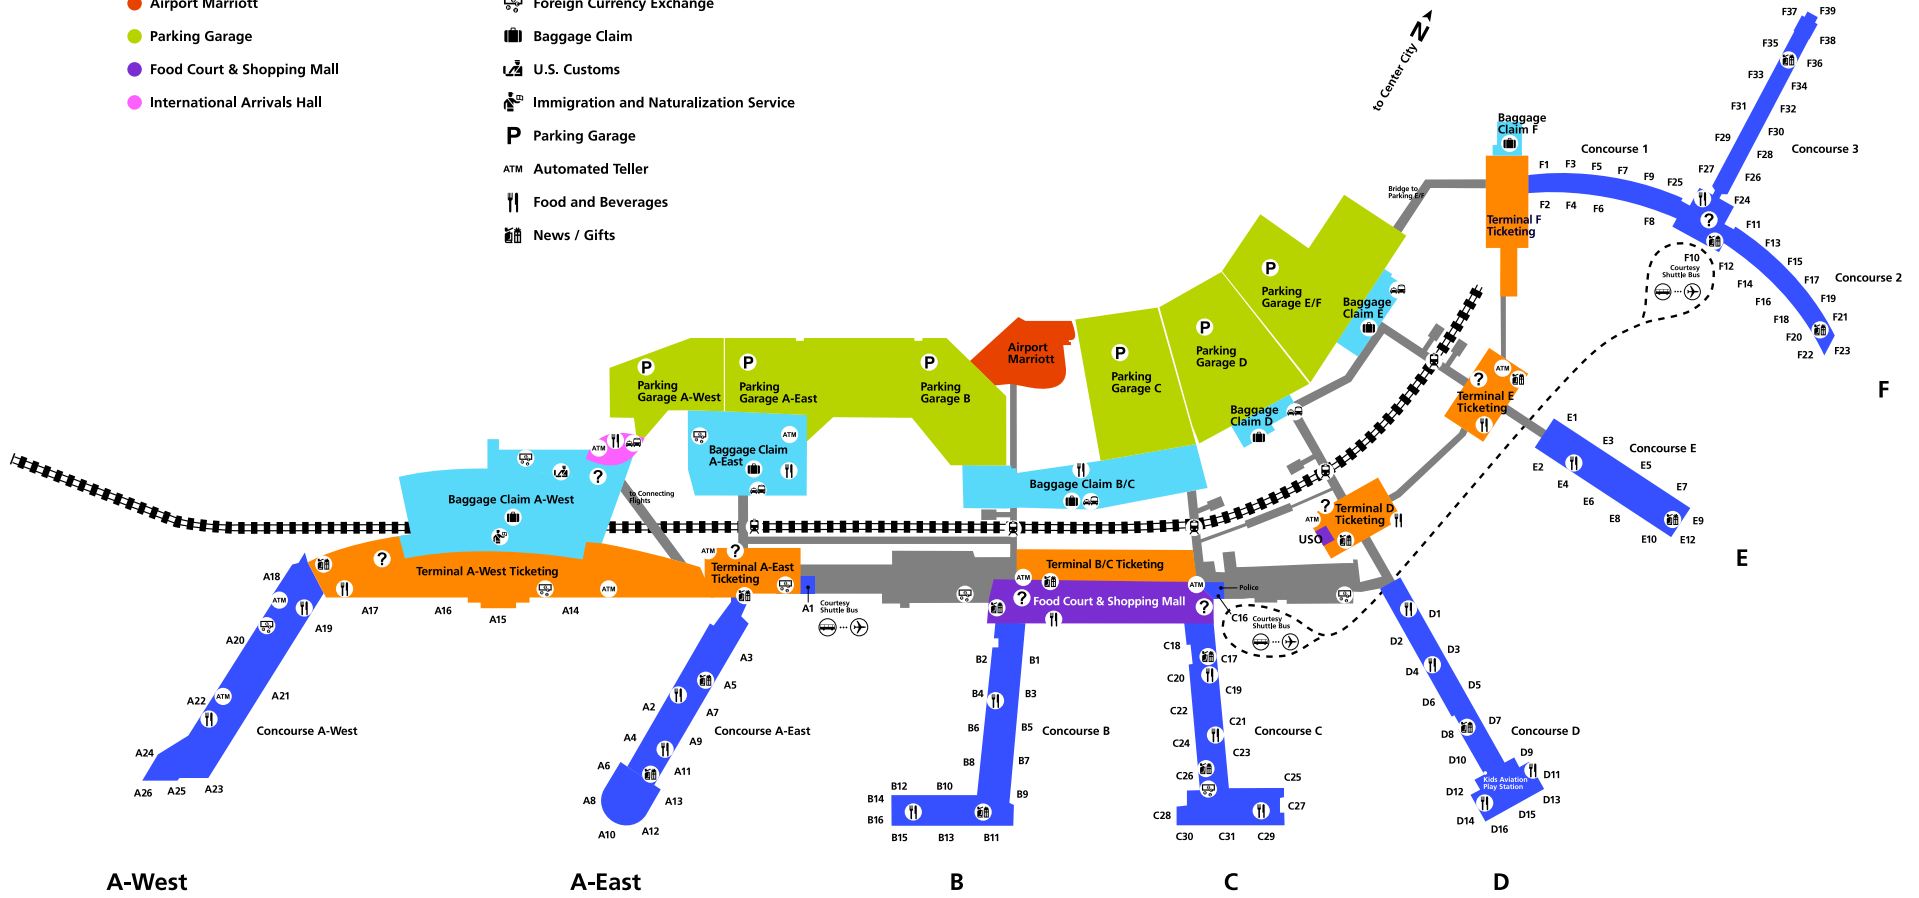 Airport Marriott
Parking Garage
Food Court & Shopping Mall
International Arrivals Hall
Foreign Currency Exchange
Baggage Claim
U.S. Customs
Immigration and Naturalization Service
P Parking Garage
ATM Automated Teller
Food and Beverages
News / Gifts
to Center City
N
F37
F39
F35
F38
F36
F33
F34
F31
F32
F29
F30
F28
Concourse 3
F27
F26
F24
Baggage
Claim F
Concourse 1
F1
F3
F5
F7
F9
F25
F2
F4
F6
F8
Bridge to
Parking E/F
Terminal F
Ticketing
?
F11
F13
F15
F17
F19
F21
F23
Concourse 2
F10
F12
F14
F16
F18
F20
F22
Courtesy
Shuttle Bus
F
P
Parking
Garage E/F
Baggage
Claim E
P
Parking
Garage D
Baggage
Claim D
P
Parking
Garage C
Airport
Marriott
P
Parking
Garage B
P
Parking
Garage A-East
P
Parking
Garage A-West
ATM
?
Terminal E
Ticketing
E1
E3
Concourse E
E5
E7
E9
E12
E2
E4
E6
E8
E10
E
ATM
?
Baggage Claim A-West
to Connecting
Flights
ATM
Baggage Claim
A-East
Baggage Claim B/C
?
Terminal D
Ticketing
ATM
USO
?
Terminal A-West Ticketing
ATM
ATM
?
Terminal A-East
Ticketing
A1
Courtesy
Shuttle Bus
Terminal B/C Ticketing
ATM
?
Food Court & Shopping Mall
ATM
?
Police
C16
Courtesy
Shuttle Bus
A18
ATM
A17
A16
A15
A14
A19
A20
A21
A22
ATM
A24
A26
A25
A23
Concourse A-West
A3
A5
A2
A7
A4
A9
A6
A11
A8
A13
A10
A12
Concourse A-East
B2
B1
B4
B3
B6
B5
B8
B7
B9
B12
B10
B14
B16
B15
B13
B11
Concourse B
C18
C17
C20
C19
C22
C21
C24
C23
C26
C25
C27
C28
C30
C31
C29
Concourse C
D1
D2
D3
D4
D5
D6
D7
D8
D9
D10
D11
D12
D13
D14
D15
D16
Concourse D
Kids Aviation
Play Station
A-West
A-East
B
C
D